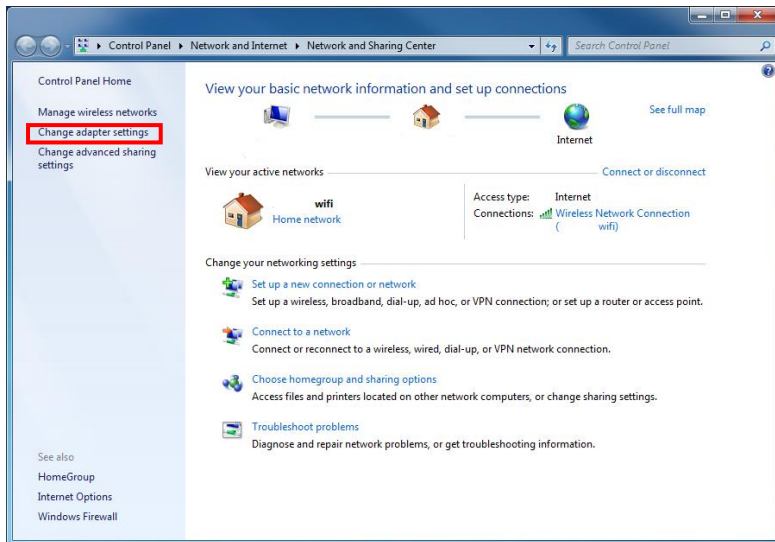 Control Panel ▸ Network and Internet ▸ Network and Sharing Center
Search Control Panel
Control Panel Home
Manage wireless networks
Change adapter settings
Change advanced sharing
settings
See also
HomeGroup
Internet Options
Windows Firewall
View your basic network information and set up connections
See full map
Internet
View your active networks
Connect or disconnect
wifi
Home network
Access type: Internet
Connections: Wireless Network Connection
( wifi)
Change your networking settings
Set up a new connection or network
Set up a wireless, broadband, dial-up, ad hoc, or VPN connection; or set up a router or access point.
Connect to a network
Connect or reconnect to a wireless, wired, dial-up, or VPN network connection.
Choose homegroup and sharing options
Access files and printers located on other network computers, or change sharing settings.
Troubleshoot problems
Diagnose and repair network problems, or get troubleshooting information.